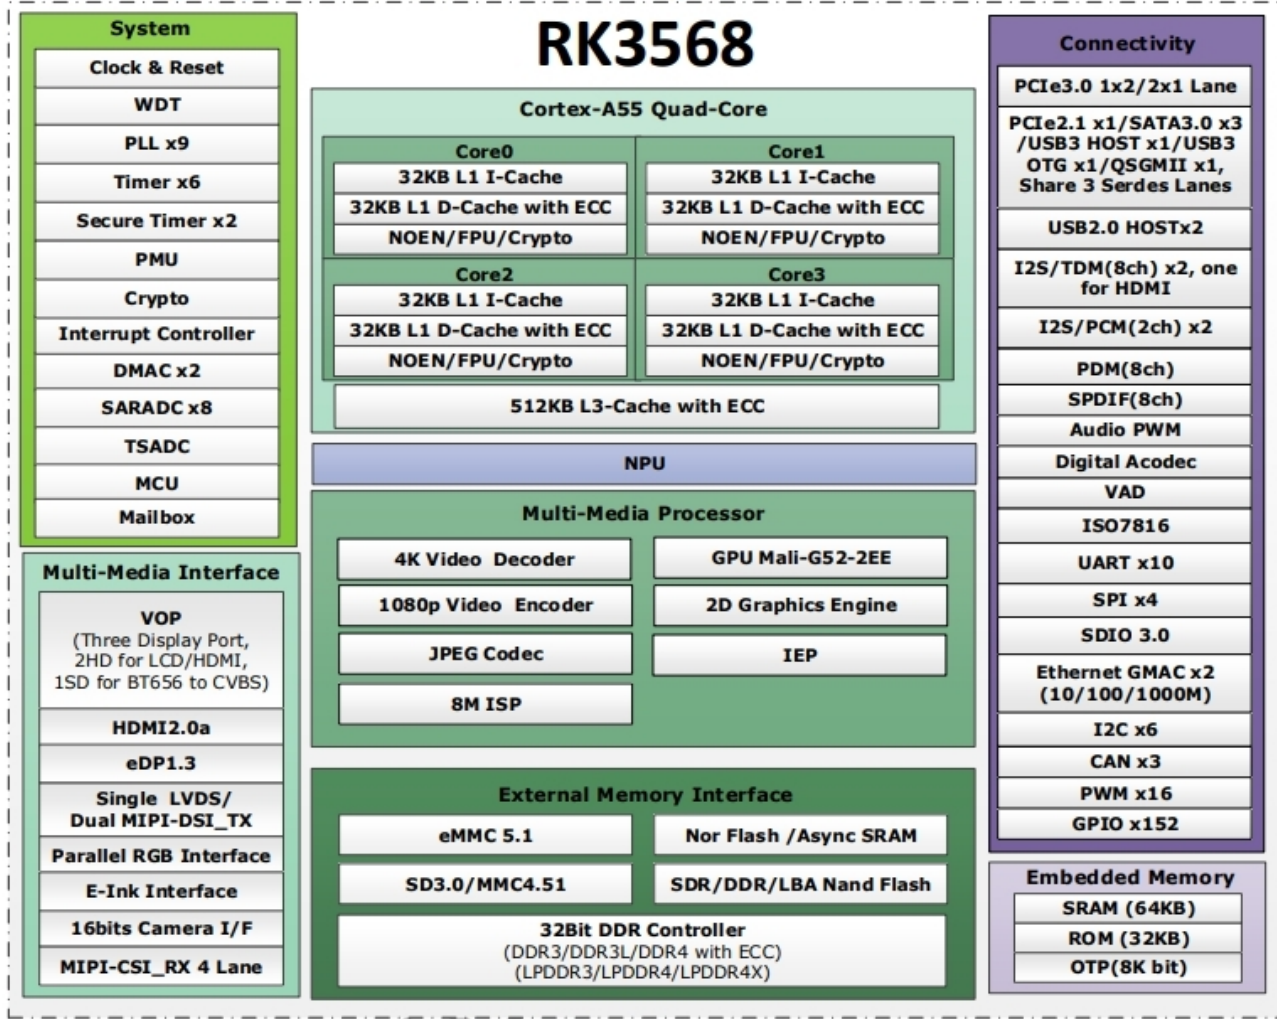 RK3568
System
Clock & Reset
WDT
PLL x9
Timer x6
Secure Timer x2
PMU
Crypto
Interrupt Controller
DMAC x2
SARADC x8
TSADC
MCU
Mailbox
Multi-Media Interface
VOP
(Three Display Port,
2HD for LCD/HDMI,
1SD for BT656 to CVBS)
HDMI2.0a
eDP1.3
Single LVDS/
Dual MIPI-DSI_TX
Parallel RGB Interface
E-Ink Interface
16bits Camera I/F
MIPI-CSI_RX 4 Lane
Cortex-A55 Quad-Core
Core0
32KB L1 I-Cache
32KB L1 D-Cache with ECC
NOEN/FPU/Crypto
Core1
32KB L1 I-Cache
32KB L1 D-Cache with ECC
NOEN/FPU/Crypto
Core2
32KB L1 I-Cache
32KB L1 D-Cache with ECC
NOEN/FPU/Crypto
Core3
32KB L1 I-Cache
32KB L1 D-Cache with ECC
NOEN/FPU/Crypto
512KB L3-Cache with ECC
NPU
Multi-Media Processor
4K Video Decoder
1080p Video Encoder
JPEG Codec
8M ISP
GPU Mali-G52-2EE
2D Graphics Engine
IEP
External Memory Interface
eMMC 5.1
Nor Flash /Async SRAM
SD3.0/MMC4.51
SDR/DDR/LBA Nand Flash
32Bit DDR Controller
(DDR3/DDR3L/DDR4 with ECC)
(LPDDR3/LPDDR4/LPDDR4X)
Connectivity
PCIe3.0 1x2/2x1 Lane
PCIe2.1 x1/SATA3.0 x3
/USB3 HOST x1/USB3
OTG x1/QSGMII x1,
Share 3 Serdes Lanes
USB2.0 HOSTx2
I2S/TDM(8ch) x2, one
for HDMI
I2S/PCM(2ch) x2
PDM(8ch)
SPDIF(8ch)
Audio PWM
Digital Acodec
VAD
ISO7816
UART x10
SPI x4
SDIO 3.0
Ethernet GMAC x2
(10/100/1000M)
I2C x6
CAN x3
PWM x16
GPIO x152
Embedded Memory
SRAM (64KB)
ROM (32KB)
OTP(8K bit)